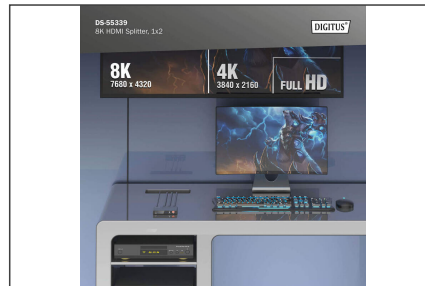 DS-55339
8K HDMI Splitter, 1x2
DIGITUS®
8K
7680 x 4320
4K
3840 x 2160
FULL HD